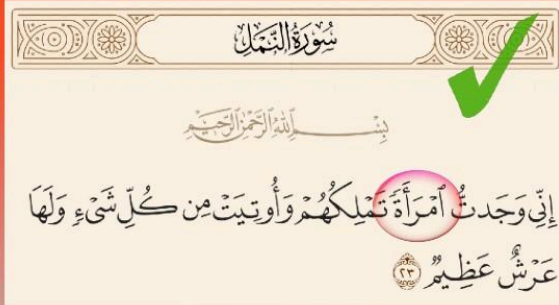 سُورَةُ النَّمْلِ
بِسْمِ ٱللَّهِ ٱلرَّحْمَٰنِ ٱلرَّحِيمِ
إِنِّي وَجَدتُّ ٱمْرَأَةً تَمْلِكُهُمْ وَأُوتِيَتْ مِن كُلِّ شَيْءٍ وَلَهَا
عَرْشٌ عَظِيمٌ ٢٣